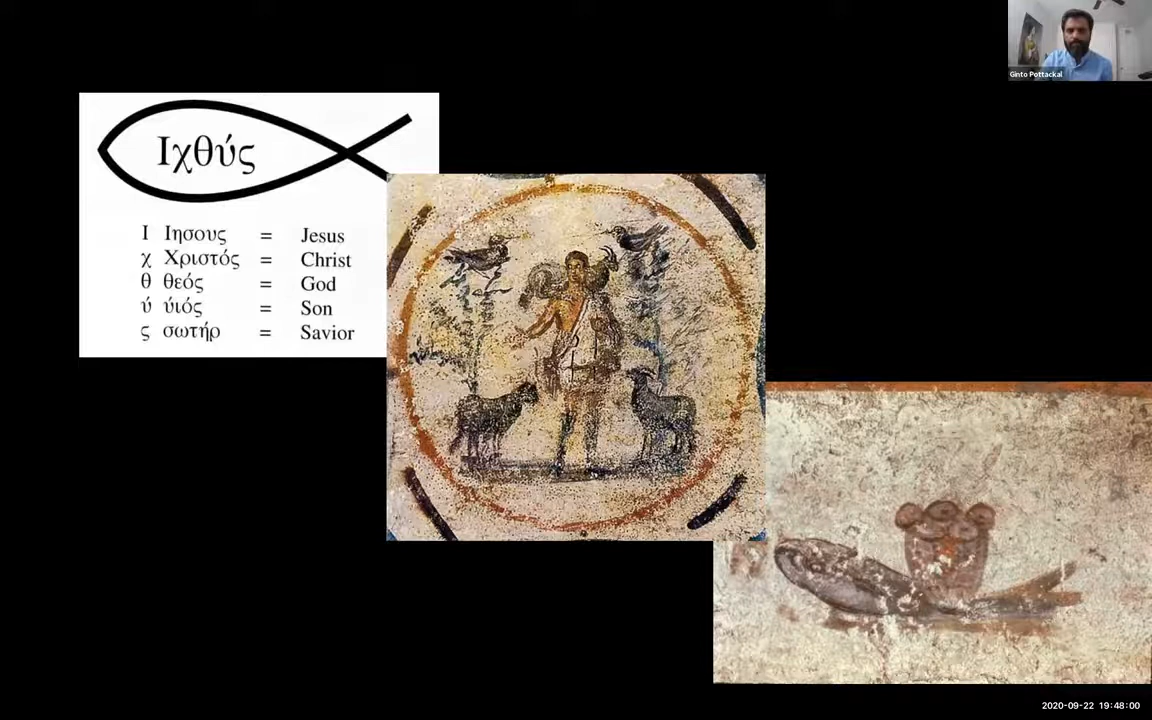 Ginto Pottackal
Ιχθύς
Ι Ιησους = Jesus
χ Χριστός = Christ
θ θεός = God
ύ ύιός = Son
ς σωτήρ = Savior
2020-09-22 19:48:00